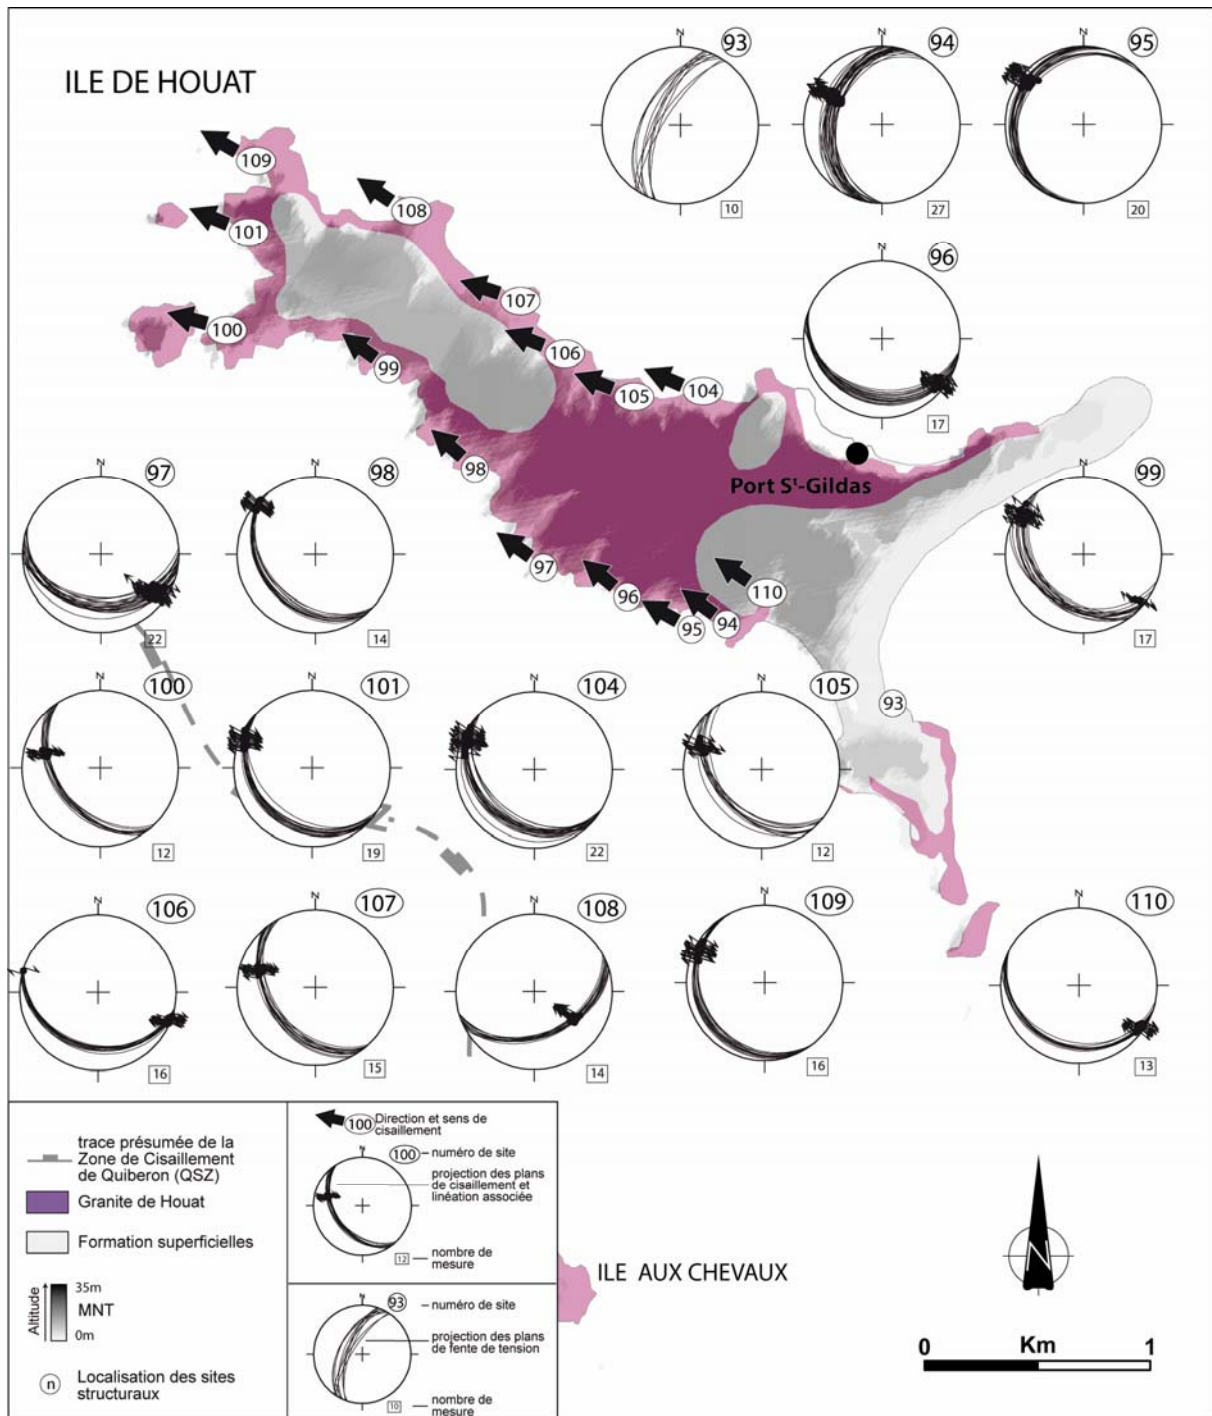 ILE DE HOUAT
N
93
10
N
94
27
N
95
20
N
96
17
109
108
101
107
100
106
99
105
104
98
Port St-Gildas
97
96
110
95
94
93
N
97
22
N
98
14
N
99
17
N
100
12
N
101
19
N
104
22
N
105
12
N
106
16
N
107
15
N
108
14
N
109
16
N
110
13
trace présumée de la
Zone de Cisaillement
de Quiberon (QSZ)
Granite de Houat
Formation superficielles
Altitude
35m
MNT
0m
n
Localisation des sites
structuraux
100
Direction et sens de
cisaillement
N
100
numéro de site
projection des plans
de cisaillement et
linéation associée
12
nombre de
mesure
N
93
numéro de site
projection des plans
de fente de tension
10
nombre de
mesure
ILE AUX CHEVAUX
N
0 Km 1